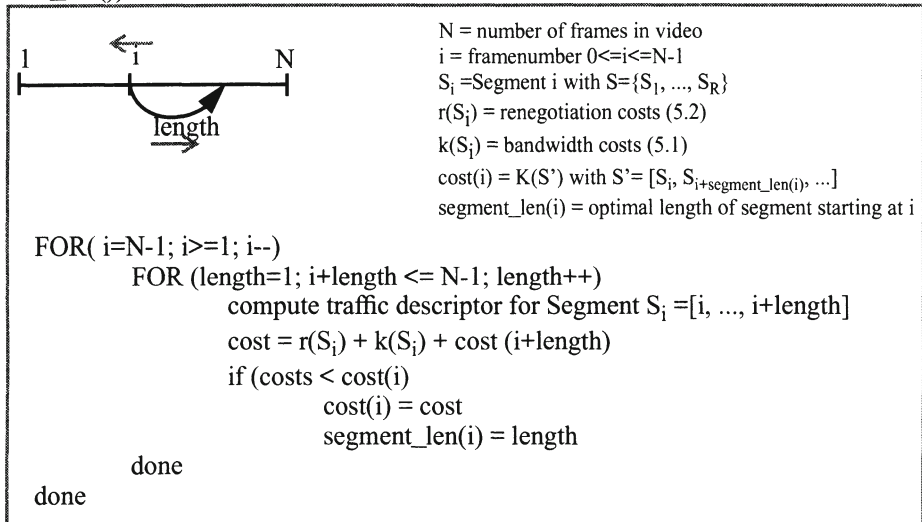 1 i N
length
N = number of frames in video
i = framenumber 0<=i<=N-1
Si =Segment i with S={S1, ..., SR}
r(Si) = renegotiation costs (5.2)
k(Si) = bandwidth costs (5.1)
cost(i) = K(S') with S'= [Si, Si+segment_len(i), ...]
segment_len(i) = optimal length of segment starting at i
FOR( i=N-1; i>=1; i--)
FOR (length=1; i+length <= N-1; length++)
compute traffic descriptor for Segment Si =[i, ..., i+length]
cost = r(Si) + k(Si) + cost (i+length)
if (costs < cost(i)
cost(i) = cost
segment_len(i) = length
done
done